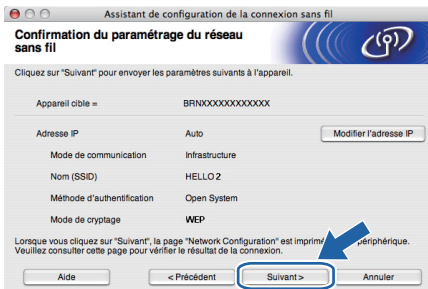 Assistant de configuration de la connexion sans fil
Confirmation du paramétrage du réseau
sans fil
Cliquez sur "Suivant" pour envoyer les paramètres suivants à l'appareil.
Appareil cible = BRNXXXXXXXXXXXX
Adresse IP Auto Modifier l'adresse IP
Mode de communication Infrastructure
Nom (SSID) HELLO 2
Méthode d'authentification Open System
Mode de cryptage WEP
Lorsque vous cliquez sur "Suivant", la page "Network Configuration" est périphérique.
Veuillez consulter cette page pour vérifier le résultat de la connexion.
Aide < Précédent Suivant > Annuler